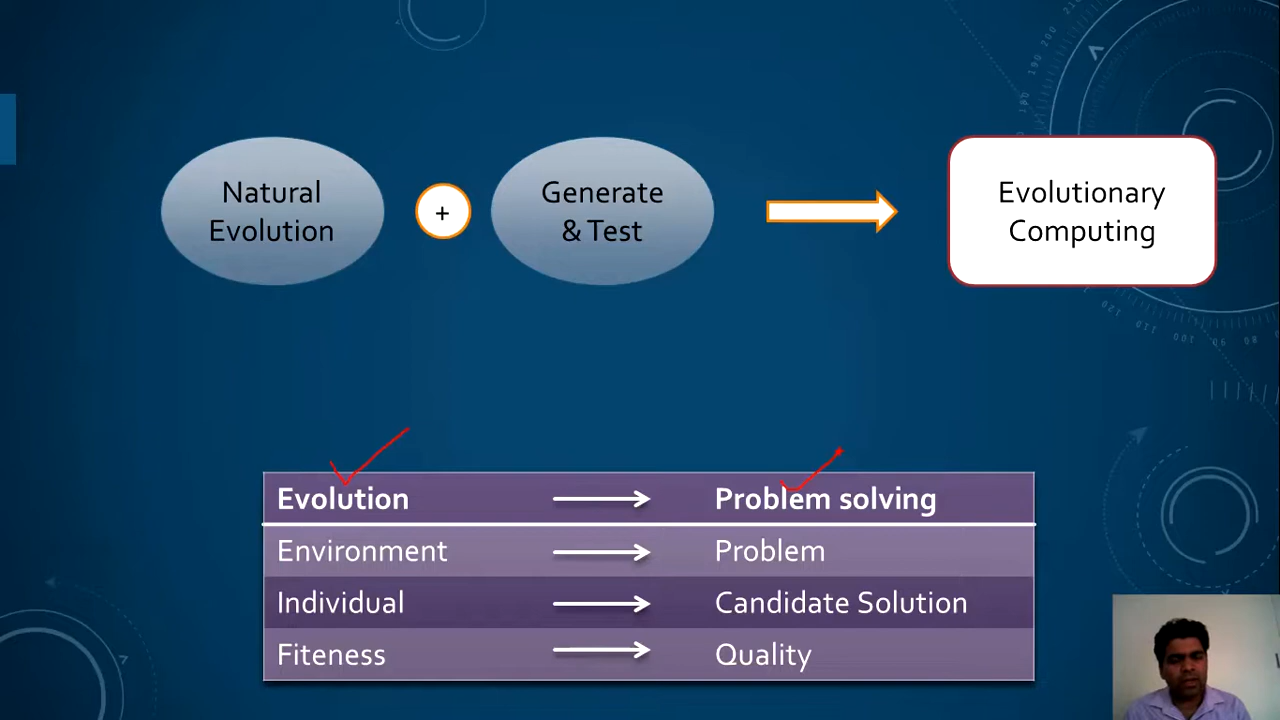 Natural
Evolution
+
Generate
& Test
Evolutionary
Computing
Evolution
Problem solving
Environment
Problem
Individual
Candidate Solution
Fiteness
Quality